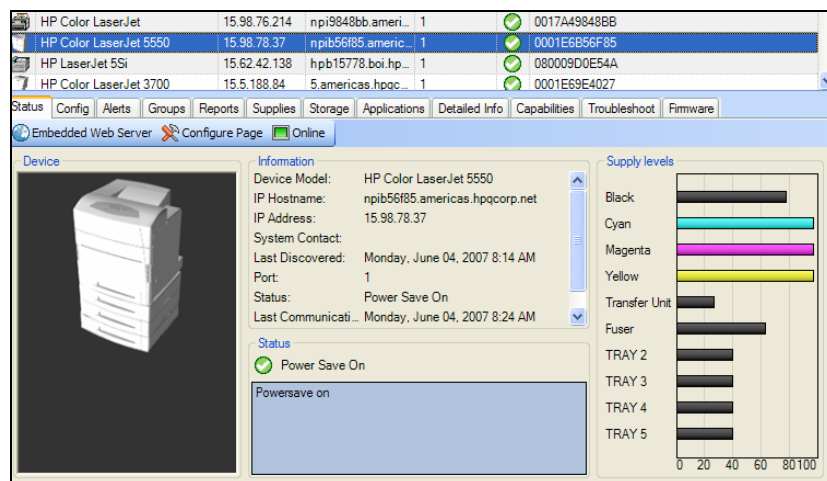 HP Color LaserJet 15.98.76.214 npi9848bb.ameri... 1 0017A49848BB
HP Color LaserJet 5550 15.98.78.37 npib56f85.americ... 1 0001E6B56F85
HP LaserJet 5Si 15.62.42.138 hpb15778.boi.hp... 1 080009D0E54A
HP Color LaserJet 3700 15.5.188.84 5.americas.hpqc... 1 0001E69E4027
Status Config Alerts Groups Reports Supplies Storage Applications Detailed Info Capabilities Troubleshoot Firmware
Embedded Web Server Configure Page Online
Device
Information
Device Model: HP Color LaserJet 5550
IP Hostname: npib56f85.americas.hpqcorp.net
IP Address: 15.98.78.37
System Contact:
Last Discovered: Monday, June 04, 2007 8:14 AM
Port: 1
Status: Power Save On
Last Communicati... Monday, June 04, 2007 8:24 AM
Status
Power Save On
Powersave on
Supply levels
Black
Cyan
Magenta
Yellow
Transfer Unit
Fuser
TRAY 2
TRAY 3
TRAY 4
TRAY 5
0 20 40 60 80 100